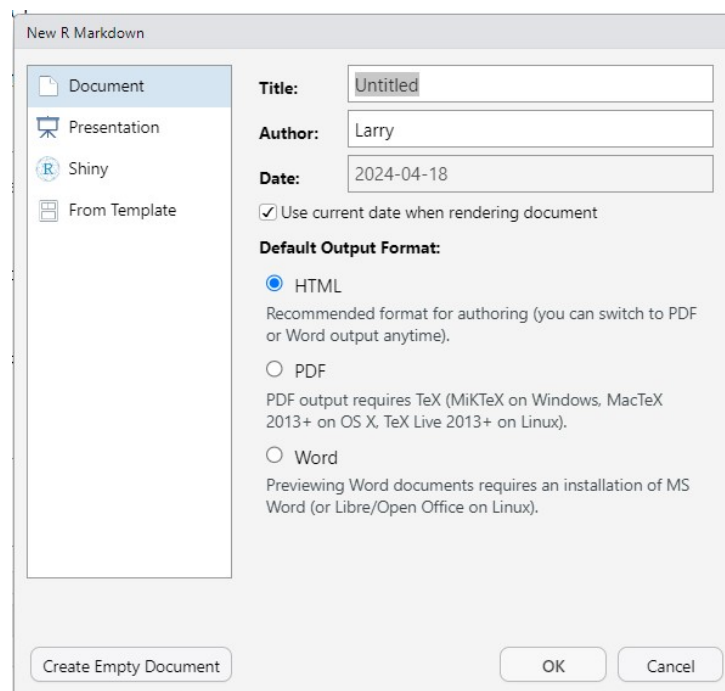 New R Markdown
Document
Presentation
R Shiny
From Template
Title: Untitled
Author: Larry
Date: 2024-04-18
Use current date when rendering document
Default Output Format:
HTML
Recommended format for authoring (you can switch to PDF
or Word output anytime).
PDF
PDF output requires TeX (MiKTeX on Windows, MacTeX
2013+ on OS X, TeX Live 2013+ on Linux).
Word
Previewing Word documents requires an installation of MS
Word (or Libre/Open Office on Linux).
Create Empty Document
OK
Cancel